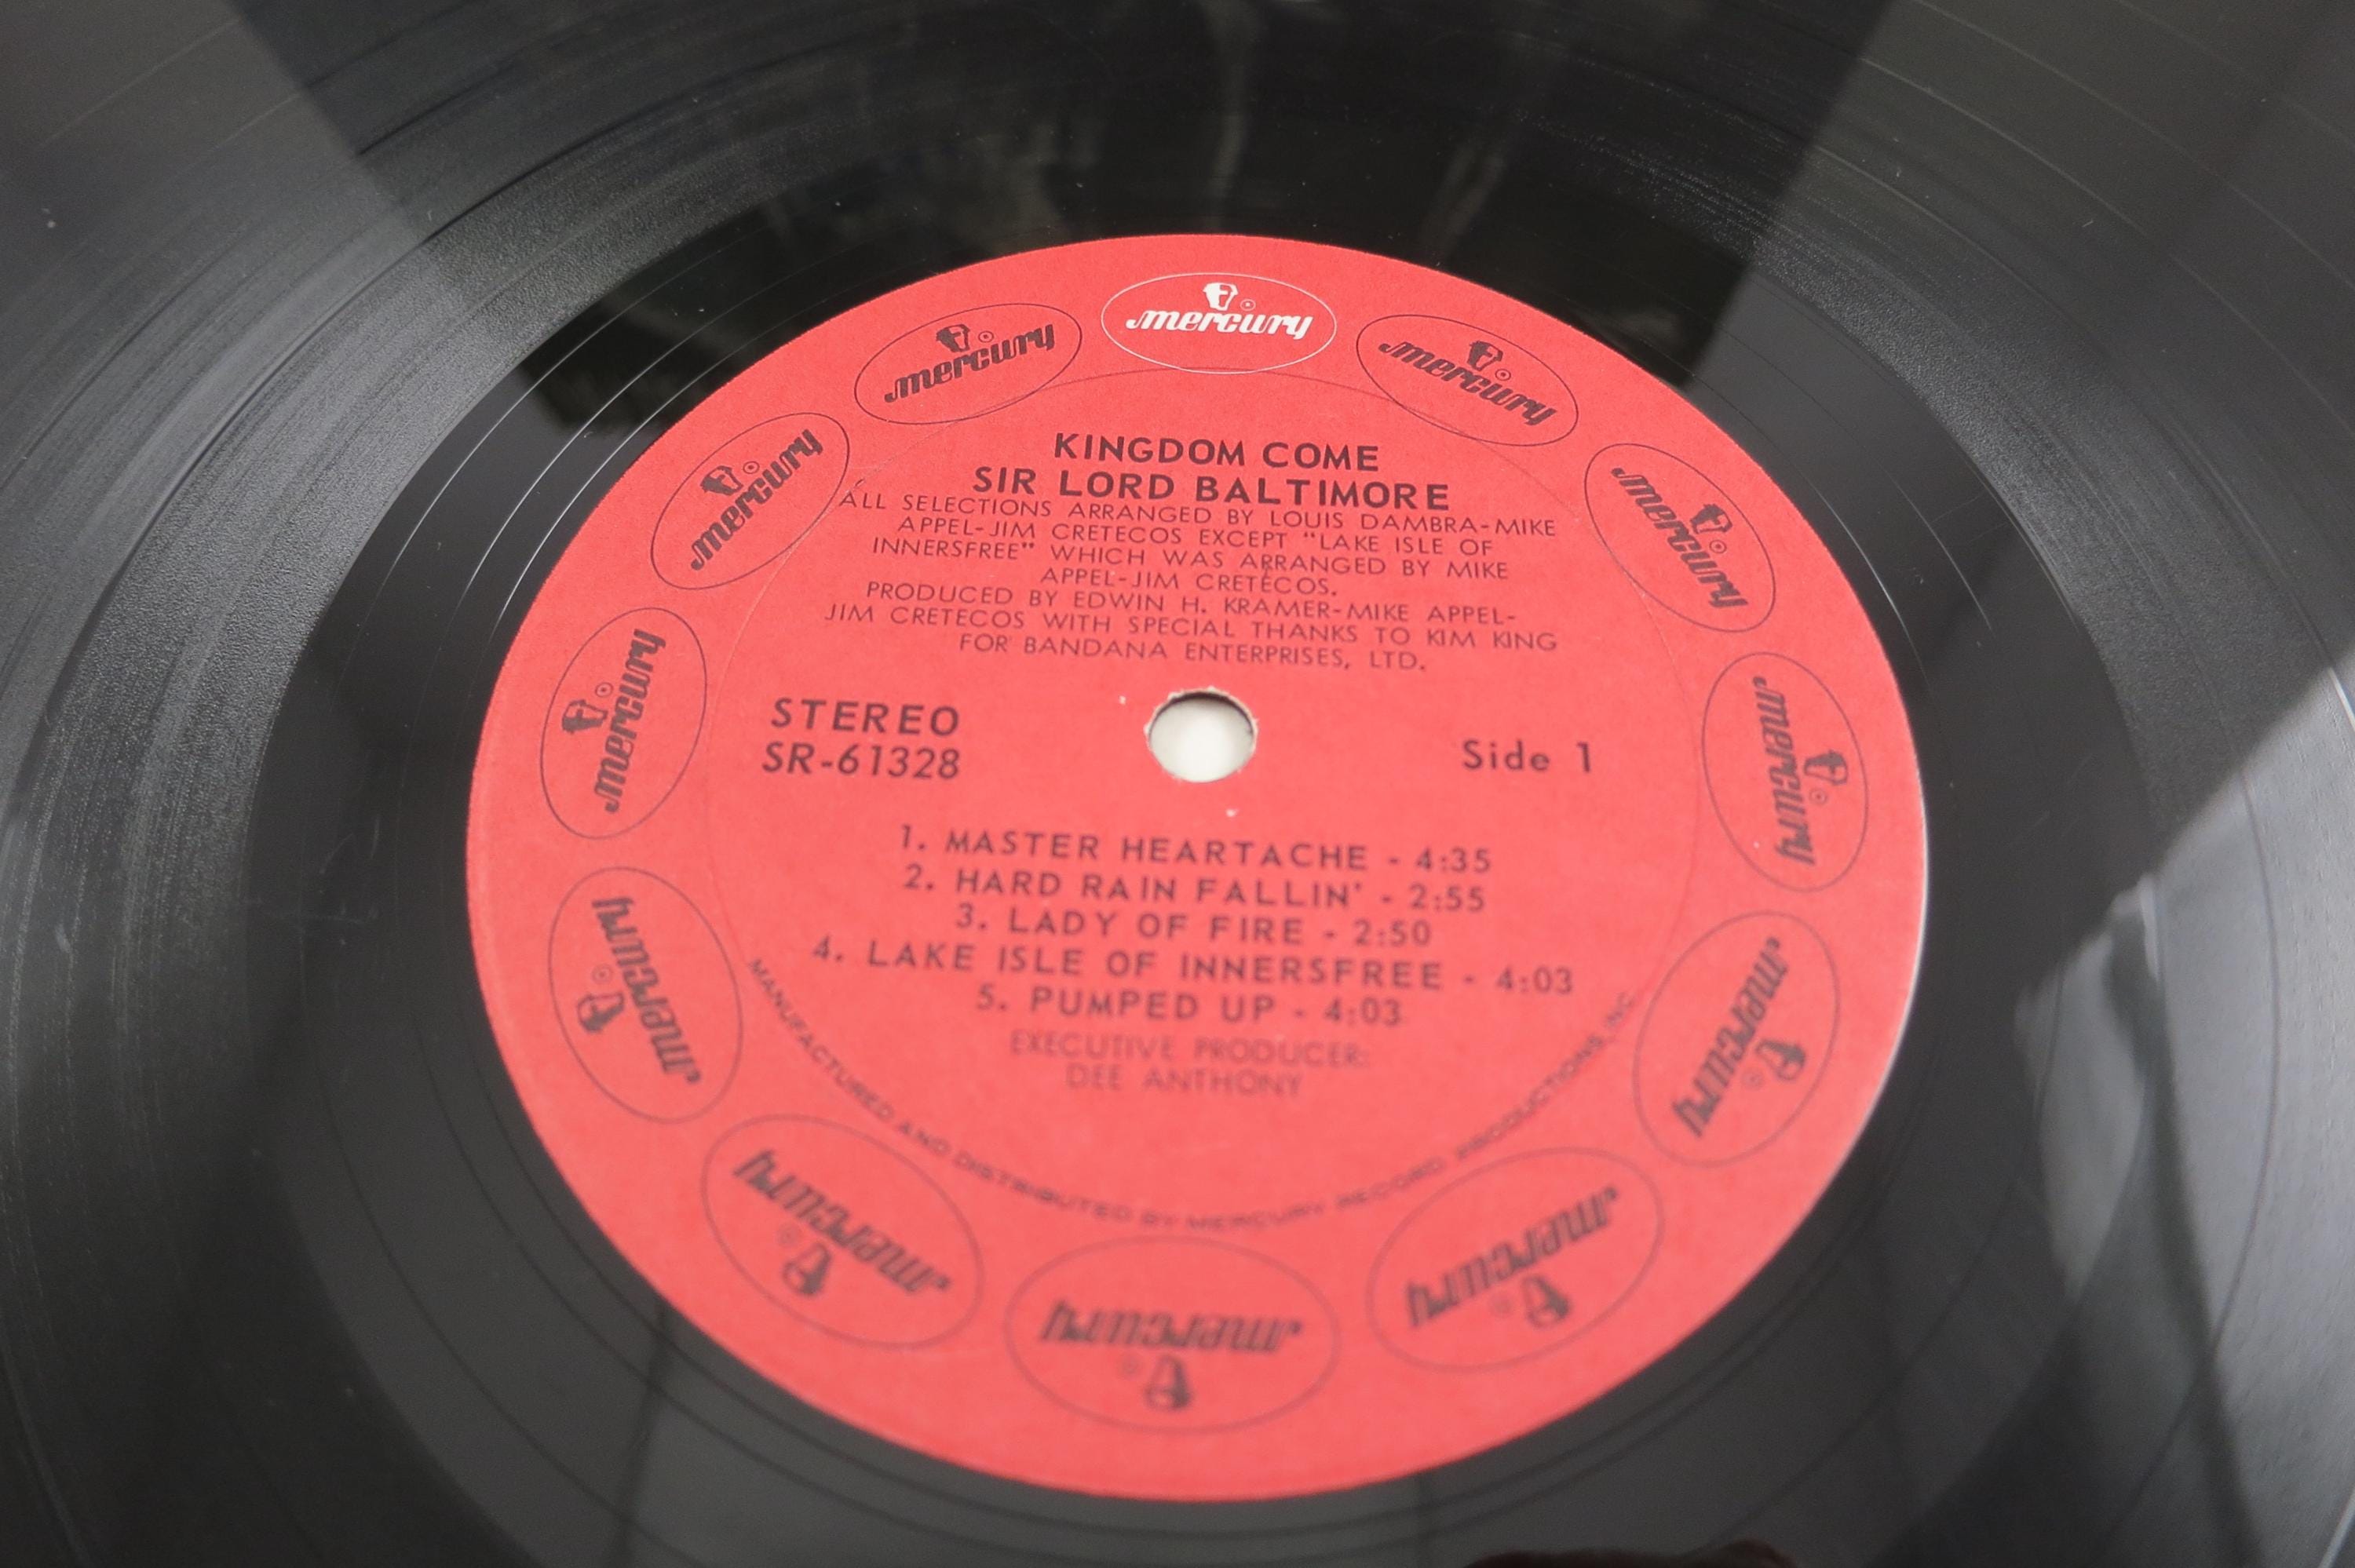 mercury
mercury
mercury
mercury
mercury
mercury
mercury
mercury
mercury
mercury
mercury
mercury
KINGDOM COME
SIR LORD BALTIMORE
ALL SELECTIONS ARRANGED BY LOUIS DAMBRA-MIKE
APPEL-JIM CRETECOS EXCEPT "LAKE ISLE OF
INNERSFREE" WHICH WAS ARRANGED BY MIKE
APPEL-JIM CRETECOS.
PRODUCED BY EDWIN H. KRAMER-MIKE APPEL-
JIM CRETECOS WITH SPECIAL THANKS TO KIM KING
FOR BANDANA ENTERPRISES, LTD.
STEREO
SR-61328
Side 1
1. MASTER HEARTACHE - 4:35
2. HARD RAIN FALLIN' - 2:55
3. LADY OF FIRE - 2:50
4. LAKE ISLE OF INNERSFREE - 4:03
5. PUMPED UP - 4:03
EXECUTIVE PRODUCER:
DEE ANTHONY
MANUFACTURED AND DISTRIBUTED BY MERCURY RECORD PRODUCTIONS, INC.